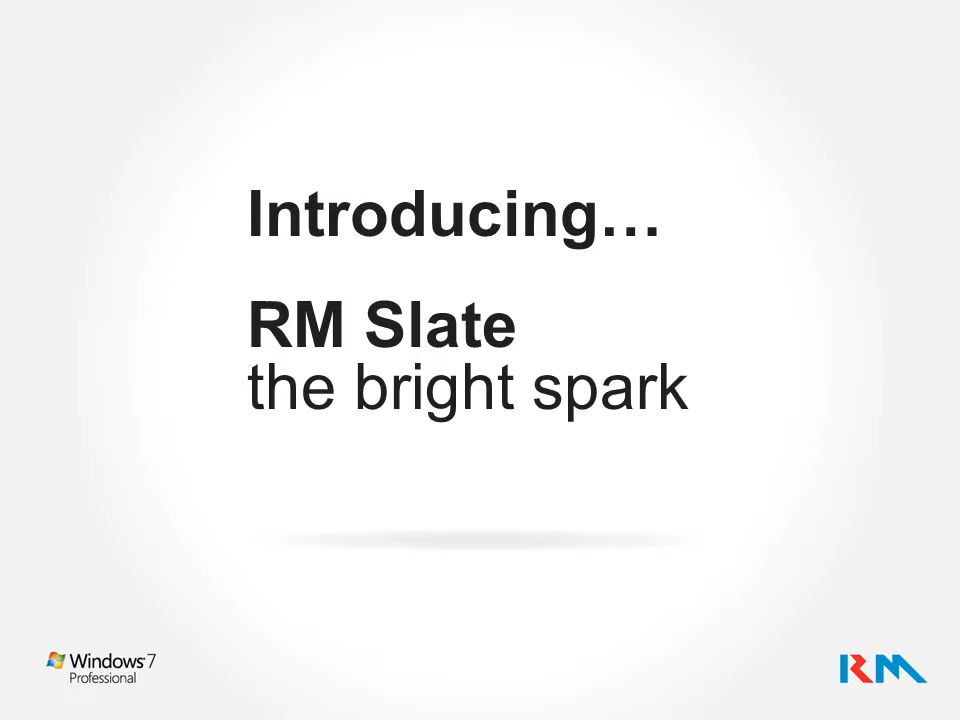 Introducing…
RM Slate
the bright spark
Windows 7
Professional
RM